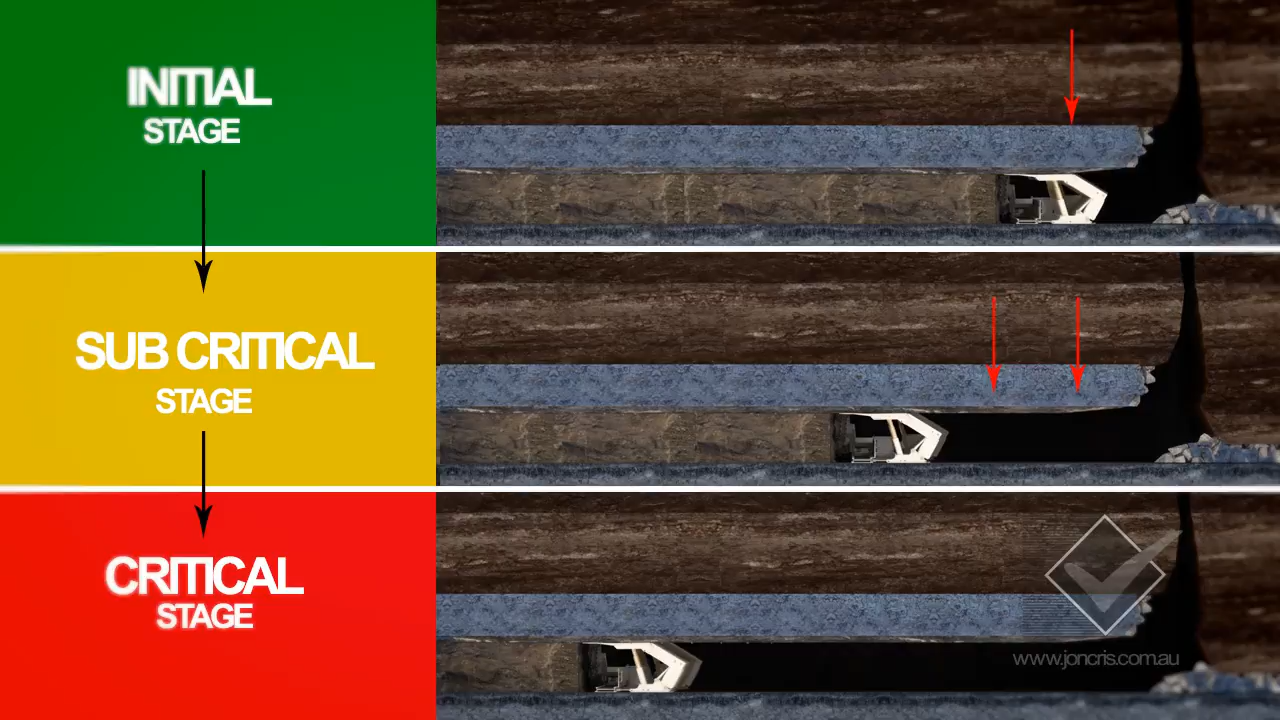 INITIAL
STAGE
SUB CRITICAL
STAGE
CRITICAL
STAGE
www.joncris.com.au